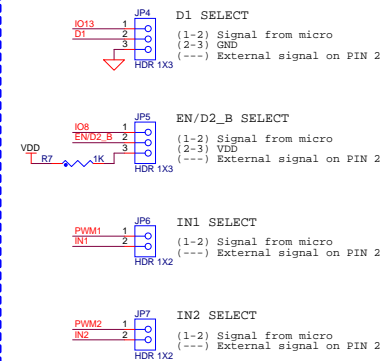 JP4
D1 SELECT
IO13 1
D1 2
3
HDR 1X3
(1-2) Signal from micro
(2-3) GND
(---) External signal on PIN 2
JP5
EN/D2_B SELECT
IO8 1
EN/D2_B 2
3
VDD
R7 1K
HDR 1X3
(1-2) Signal from micro
(2-3) VDD
(---) External signal on PIN 2
JP6
IN1 SELECT
PWM1 1
IN1 2
HDR 1X2
(1-2) Signal from micro
(---) External signal on PIN 2
JP7
IN2 SELECT
PWM2 1
IN2 2
HDR 1X2
(1-2) Signal from micro
(---) External signal on PIN 2